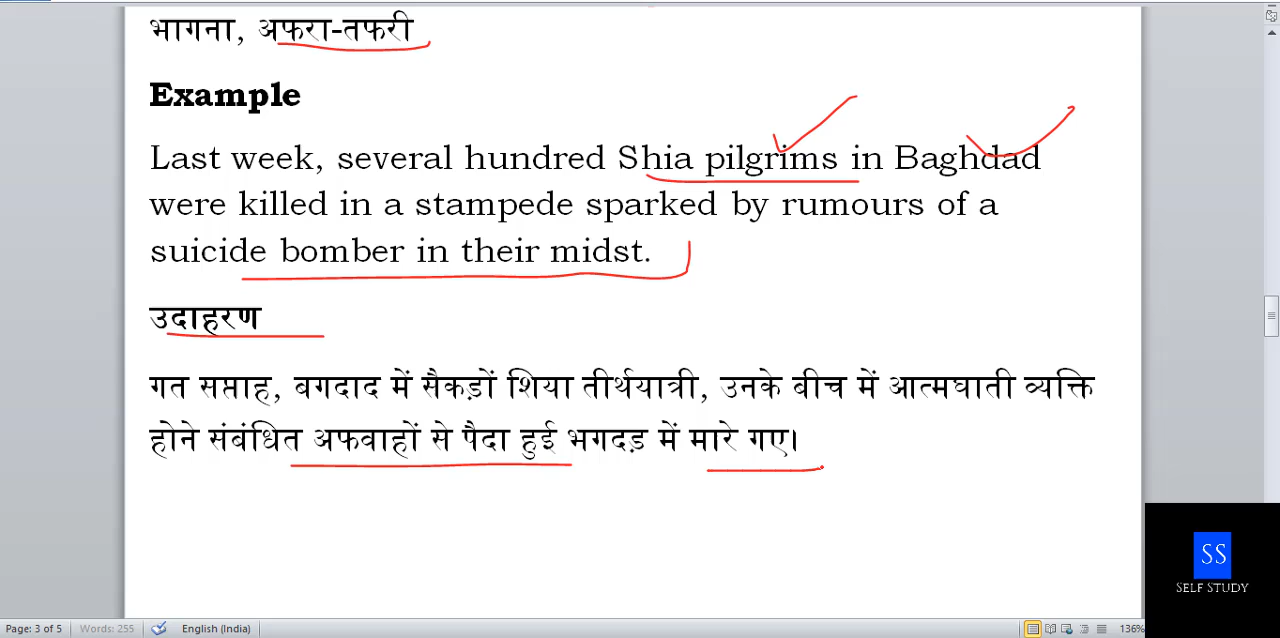 भागना, अफरा-तफरी
Example
Last week, several hundred Shia pilgrims in Baghdad
were killed in a stampede sparked by rumours of a
suicide bomber in their midst.
उदाहरण
गत सप्ताह, बगदाद में सैकड़ों शिया तीर्थयात्री, उनके बीच में आत्मघाती व्यक्ति
होने संबंधित अफवाहों से पैदा हुई भगदड़ में मारे गए।
SS
SELF STUDY
Page: 3 of 5 Words: 255 English (India) 136%